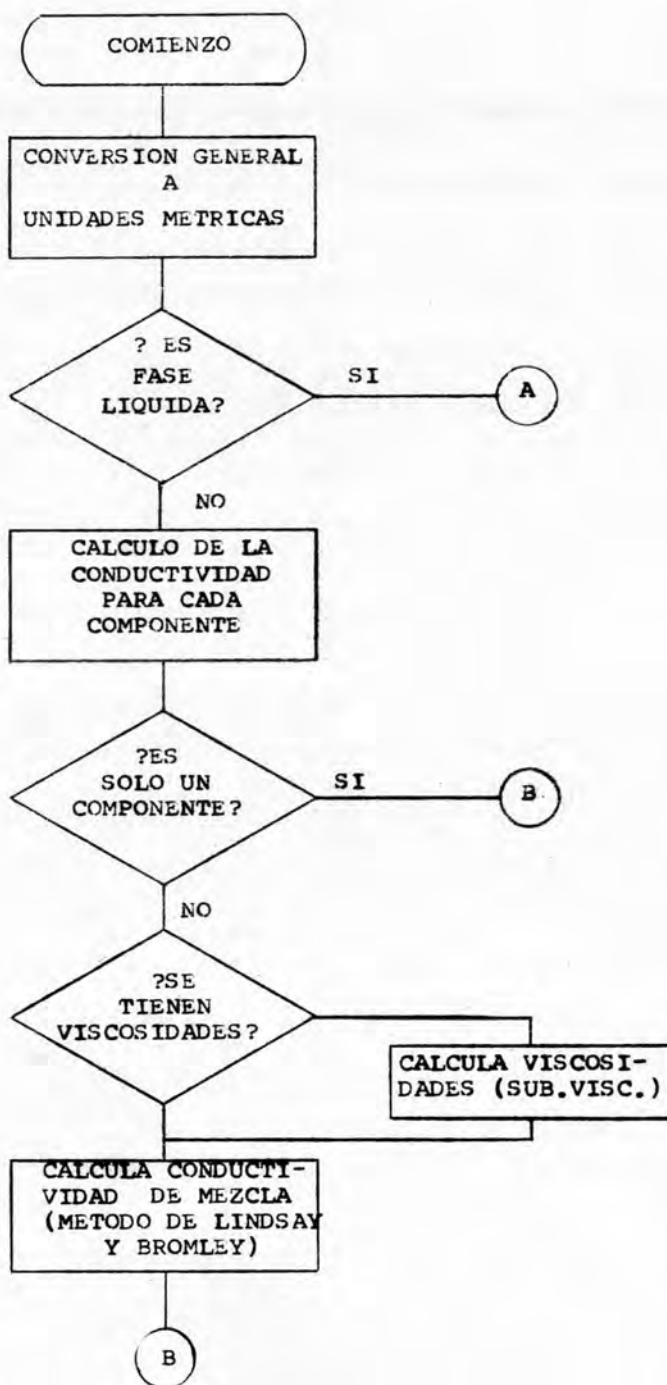 COMIENZO
CONVERSION GENERAL
A
UNIDADES METRICAS
? ES
FASE
LIQUIDA?
SI
A
NO
CALCULO DE LA
CONDUCTIVIDAD
PARA CADA
COMPONENTE
?ES
SOLO UN
COMPONENTE?
SI
B
NO
?SE
TIENEN
VISCOSIDADES?
CALCULA VISCOSI-
DADES (SUB.VISC.)
CALCULA CONDUCTI-
VIDAD DE MEZCLA
(METODO DE LINDSAY
Y BROMLEY)
B